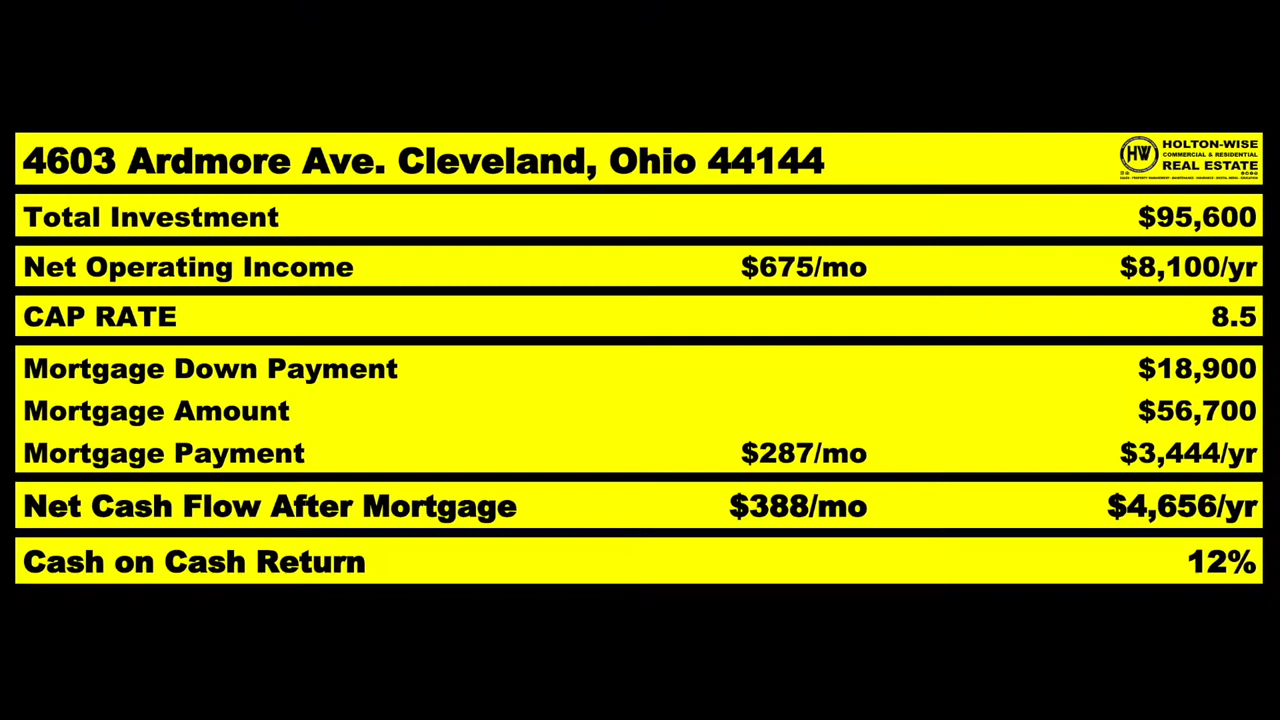 4603 Ardmore Ave. Cleveland, Ohio 44144
HW
HOLTON-WISE
COMMERCIAL & RESIDENTIAL
REAL ESTATE
Total Investment $95,600
Net Operating Income $675/mo $8,100/yr
CAP RATE 8.5
Mortgage Down Payment $18,900
Mortgage Amount $56,700
Mortgage Payment $287/mo $3,444/yr
Net Cash Flow After Mortgage $388/mo $4,656/yr
Cash on Cash Return 12%